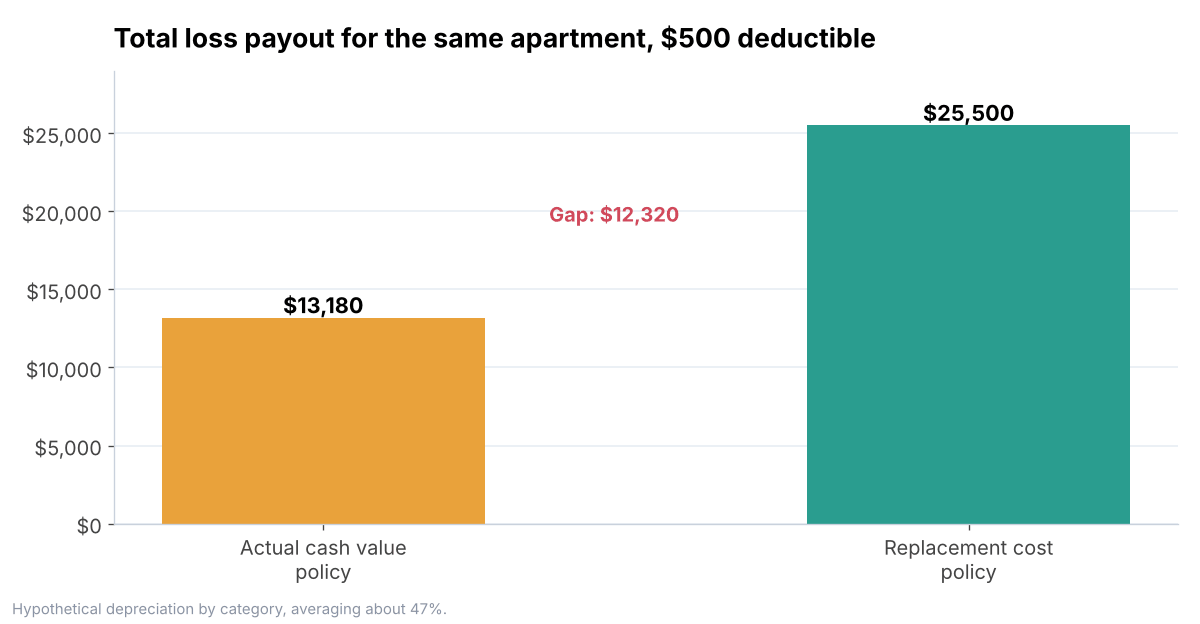 Total loss payout for the same apartment, $500 deductible
$25,000
$20,000
$15,000
$10,000
$5,000
$0
$13,180
Gap: $12,320
$25,500
Actual cash value
policy
Replacement cost
policy
Hypothetical depreciation by category, averaging about 47%.